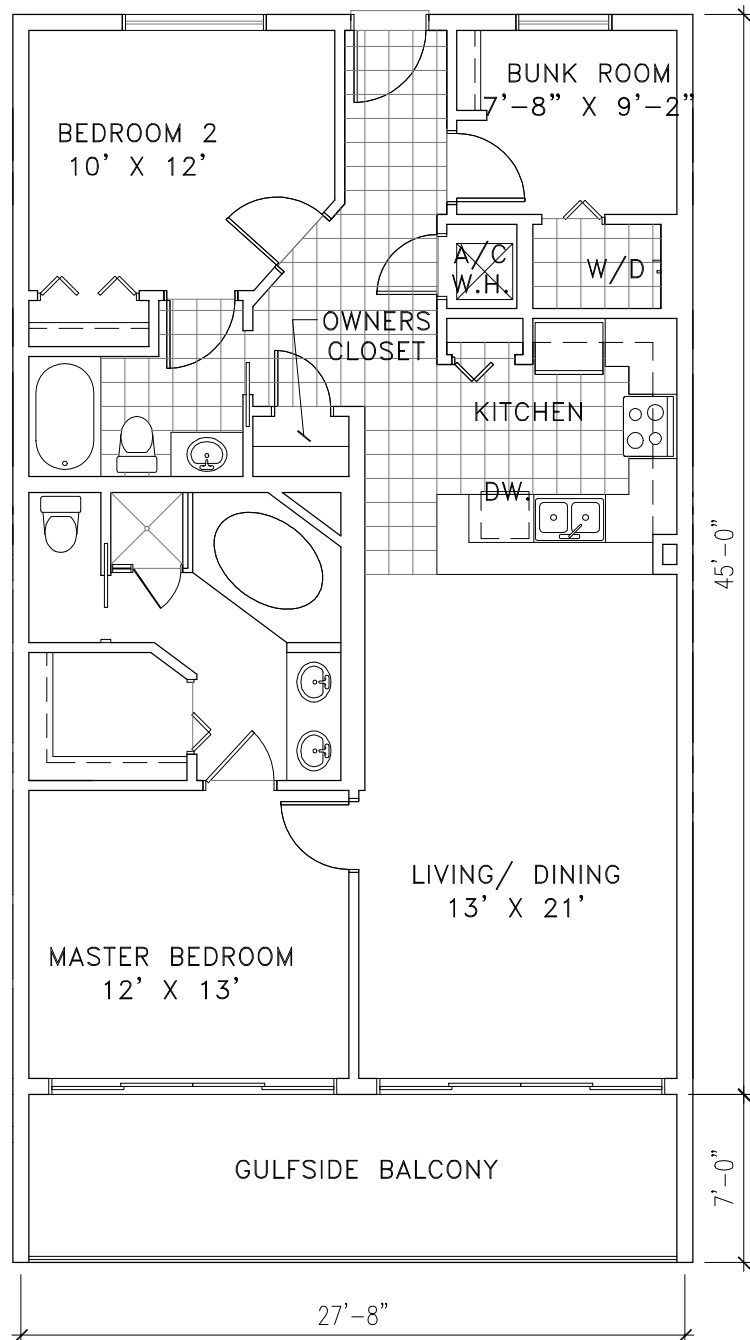 BUNK ROOM
7'-8" X 9'-2"
BEDROOM 2
10' X 12'
A/C
W.H.
W/D
OWNERS
CLOSET
KITCHEN
DW.
45'-0"
LIVING/ DINING
13' X 21'
MASTER BEDROOM
12' X 13'
GULFSIDE BALCONY
7'-0"
27'-8"